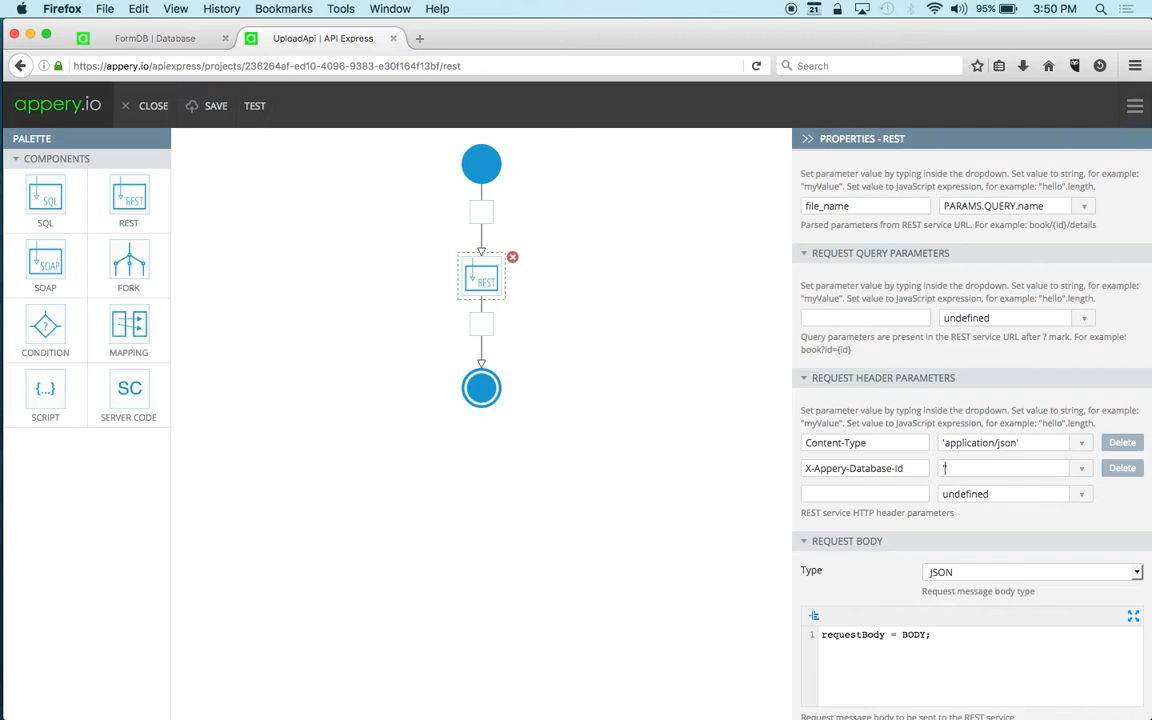 Firefox File Edit View History Bookmarks Tools Window Help 21 95% 3:50 PM
FormDB | Database × UploadApi | API Express × +
https://appery.io/apiexpress/projects/236264af-ed10-4096-9383-e30f164f13bf/rest Search
appery.io × CLOSE SAVE TEST
PALETTE
COMPONENTS
SQL REST
SQL REST
SOAP
SOAP FORK
?
CONDITION MAPPING
{...} SC
SCRIPT SERVER CODE
REST
PROPERTIES - REST
Set parameter value by typing inside the dropdown. Set value to string, for example:
"myValue". Set value to JavaScript expression, for example: "hello".length.
file_name PARAMS.QUERY.name
Parsed parameters from REST service URL. For example: book/{id}/details
REQUEST QUERY PARAMETERS
Set parameter value by typing inside the dropdown. Set value to string, for example:
"myValue". Set value to JavaScript expression, for example: "hello".length.
undefined
Query parameters are present in the REST service URL after ? mark. For example:
book?id={id}
REQUEST HEADER PARAMETERS
Set parameter value by typing inside the dropdown. Set value to string, for example:
"myValue". Set value to JavaScript expression, for example: "hello".length.
Content-Type 'application/json' Delete
X-Appery-Database-Id ' Delete
undefined
REST service HTTP header parameters
REQUEST BODY
Type JSON
Request message body type
1 requestBody = BODY;
Request message body to be sent to the REST service